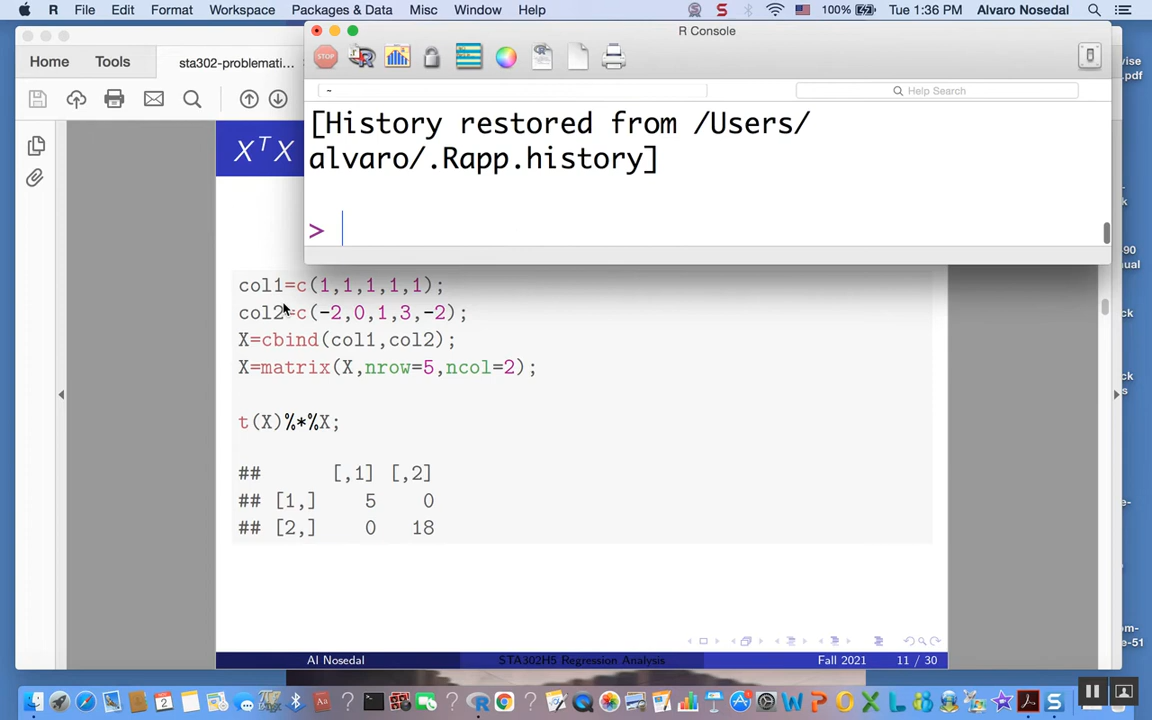 R File Edit Format Workspace Packages & Data Misc Window Help 100% Tue 1:36 PM Alvaro Nosedal
R Console
Home Tools sta302-problemati...
STOP
- Help Search
[History restored from /Users/
alvaro/.Rapp.history]
>
XᵀX
col1=c(1,1,1,1,1);
col2=c(-2,0,1,3,-2);
X=cbind(col1,col2);
X=matrix(X,nrow=5,ncol=2);
t(X)%*%X;
## [,1] [,2]
## [1,] 5 0
## [2,] 0 18
Al Nosedal STA302H5 Regression Analysis Fall 2021 11 / 30